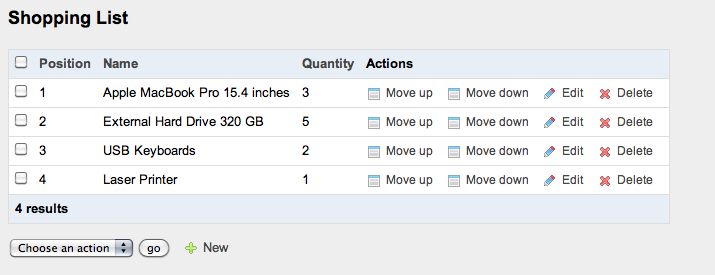 Shopping List
Position Name Quantity Actions
1 Apple MacBook Pro 15.4 inches 3 Move up Move down Edit Delete
2 External Hard Drive 320 GB 5 Move up Move down Edit Delete
3 USB Keyboards 2 Move up Move down Edit Delete
4 Laser Printer 1 Move up Move down Edit Delete
4 results
Choose an action go New